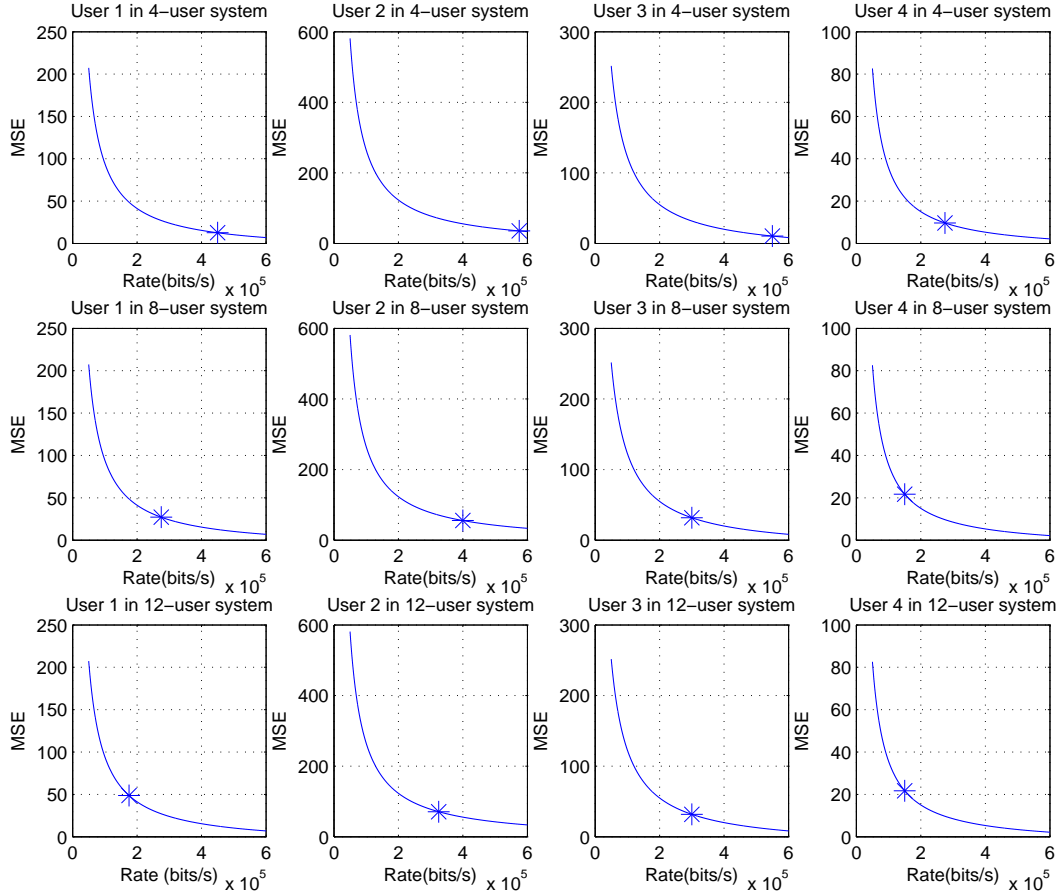 User 1 in 4−user system
User 2 in 4−user system
User 3 in 4−user system
User 4 in 4−user system
250
200
150
100
50
0
MSE
0 2 4 6
Rate(bits/s)
x 10^5
600
400
200
0
MSE
0 2 4 6
Rate(bits/s)
x 10^5
300
200
100
0
MSE
0 2 4 6
Rate(bits/s)
x 10^5
100
80
60
40
20
0
MSE
0 2 4 6
Rate(bits/s)
x 10^5
User 1 in 8−user system
User 2 in 8−user system
User 3 in 8−user system
User 4 in 8−user system
250
200
150
100
50
0
MSE
0 2 4 6
Rate(bits/s)
x 10^5
600
400
200
0
MSE
0 2 4 6
Rate(bits/s)
x 10^5
300
200
100
0
MSE
0 2 4 6
Rate(bits/s)
x 10^5
100
80
60
40
20
0
MSE
0 2 4 6
Rate(bits/s)
x 10^5
User 1 in 12−user system
User 2 in 12−user system
User 3 in 12−user system
User 4 in 12−user system
250
200
150
100
50
0
MSE
0 2 4 6
Rate (bits/s)
x 10^5
600
400
200
0
MSE
0 2 4 6
Rate(bits/s)
x 10^5
300
200
100
0
MSE
0 2 4 6
Rate(bits/s)
x 10^5
100
80
60
40
20
0
MSE
0 2 4 6
Rate(bits/s)
x 10^5